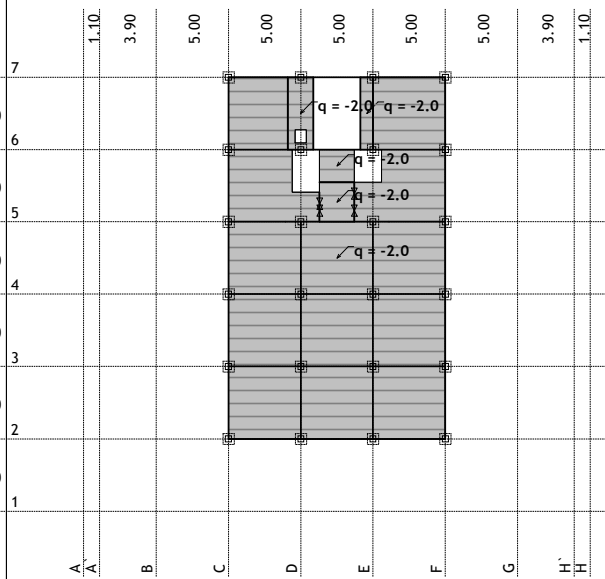 1.10
3.90
5.00
5.00
5.00
5.00
5.00
3.90
1.10
7
q = -2.0
q = -2.0
6
q = -2.0
q = -2.0
5
q = -2.0
4
3
2
1
A
A`
B
C
D
E
F
G
H`
H